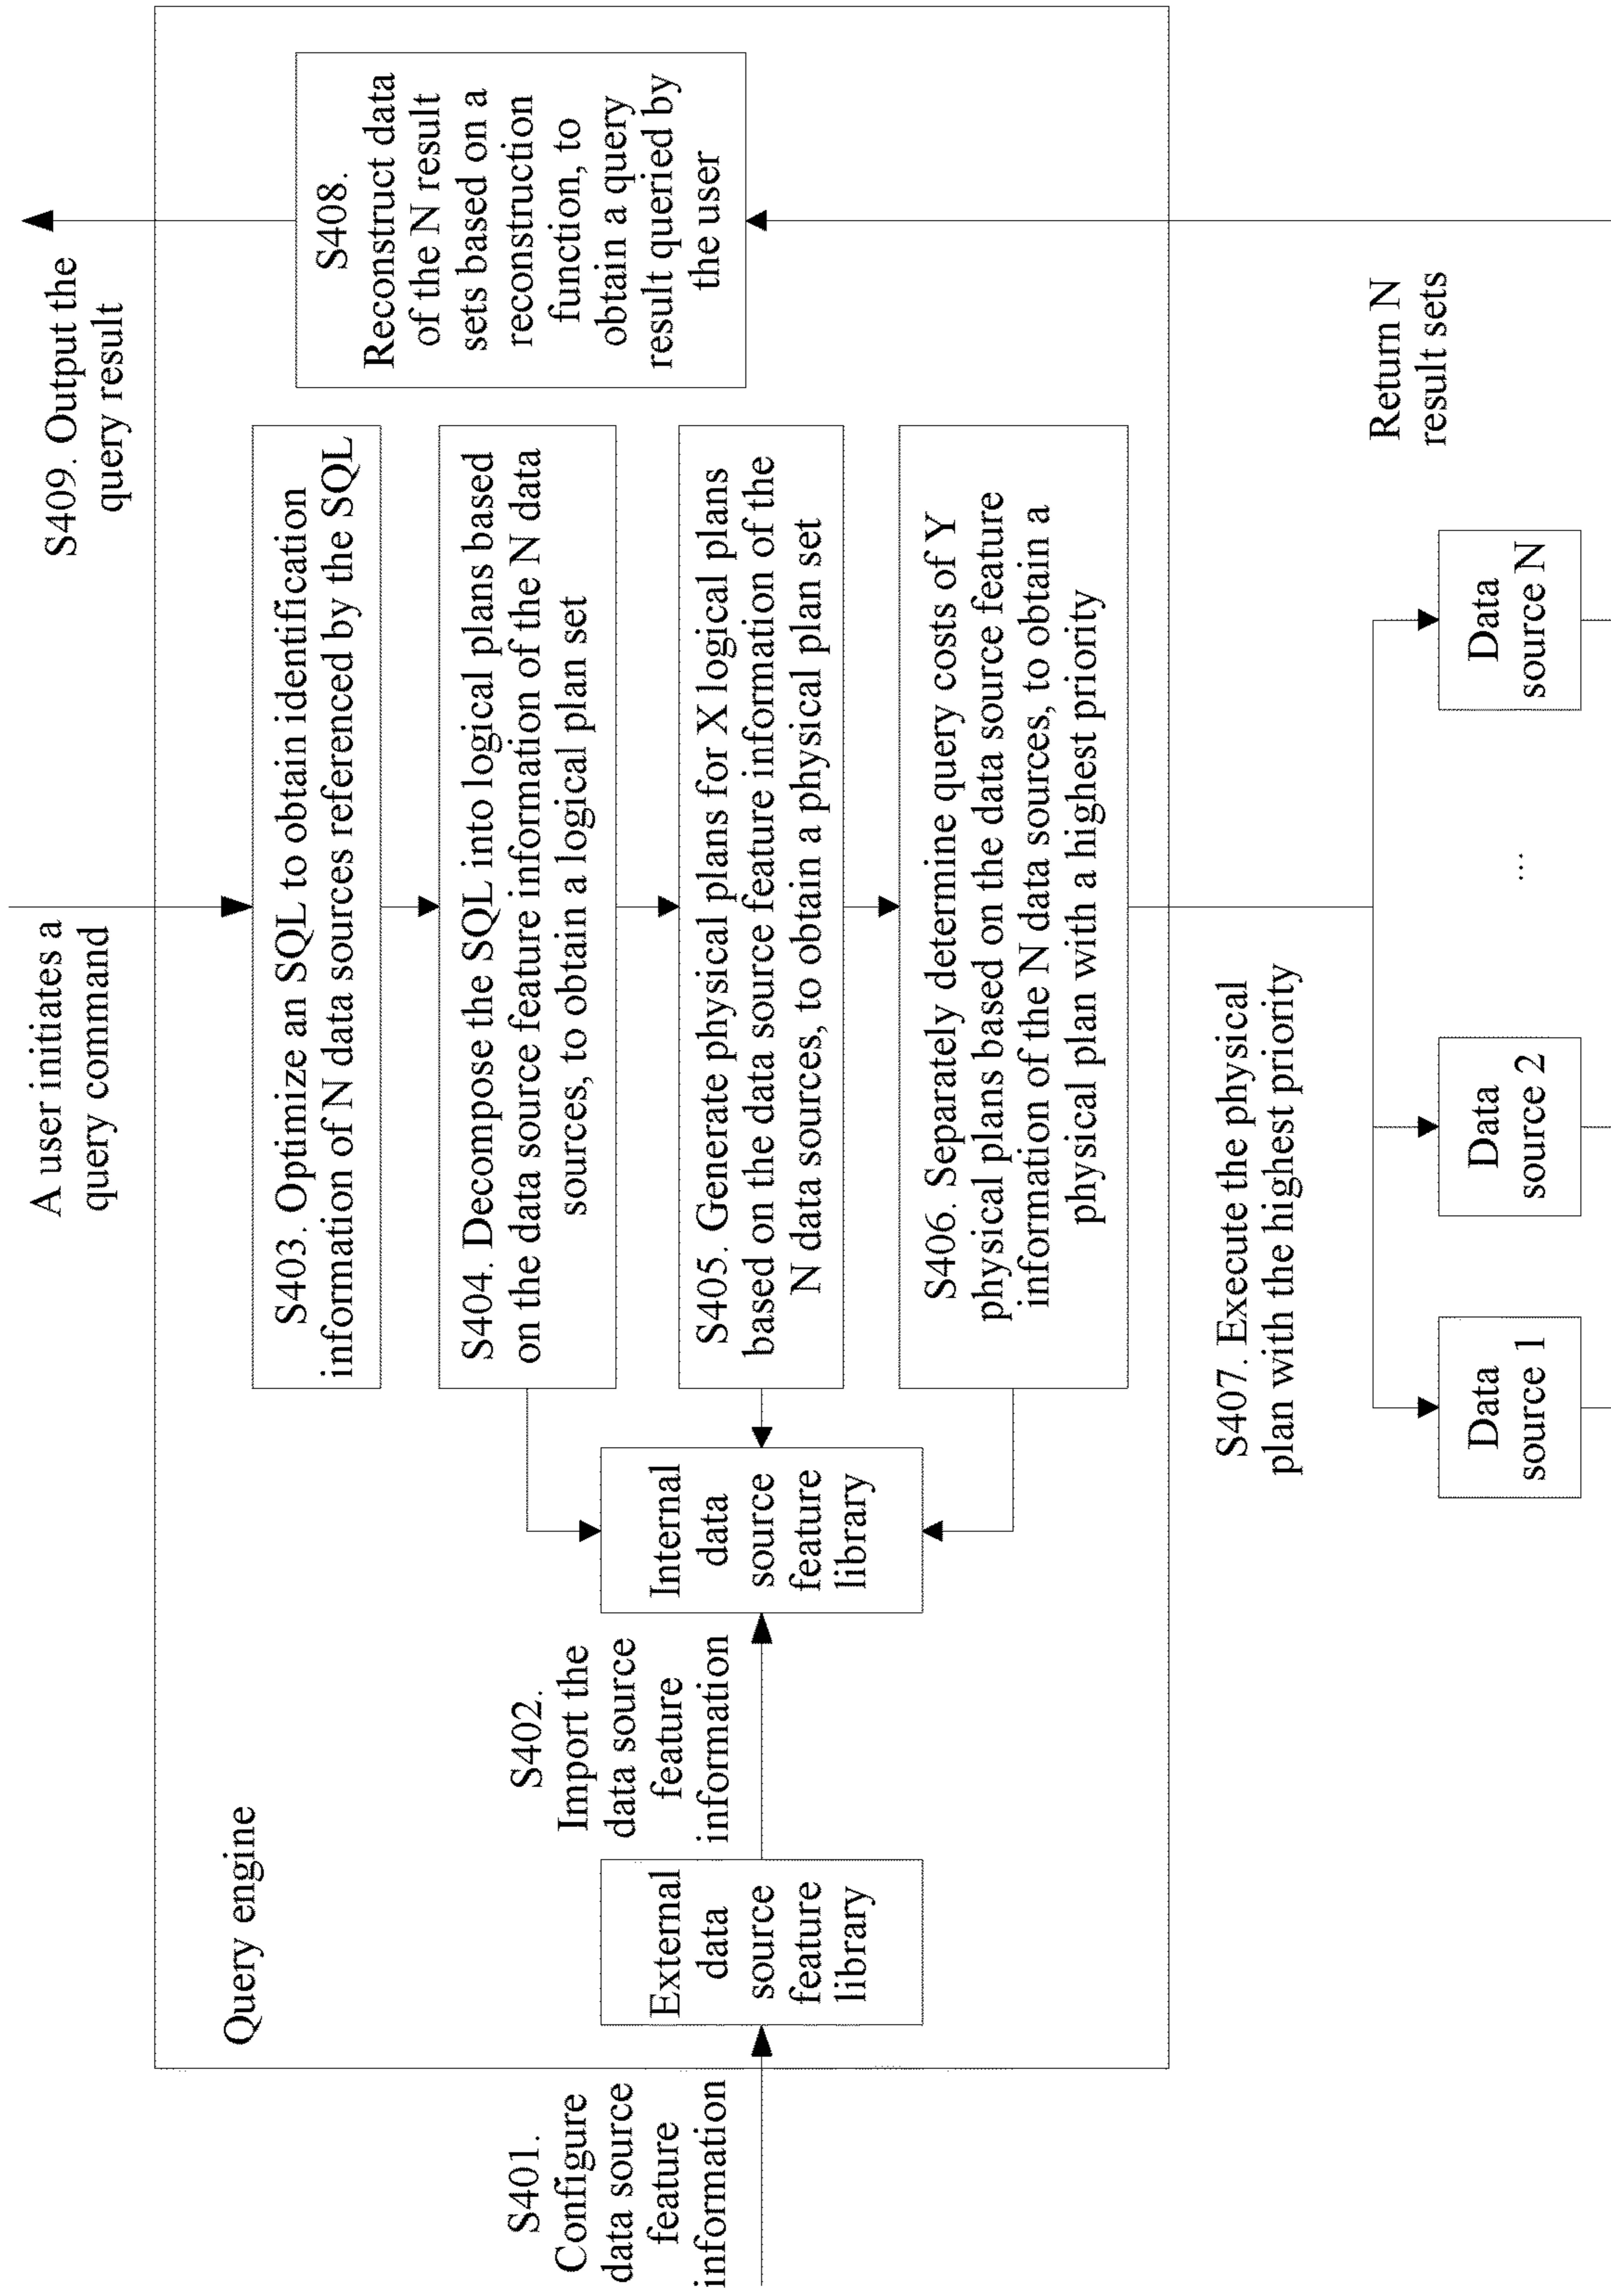 A user initiates a
query command
S409. Output the
query result
Query engine
S401.
Configure
data source
feature
information
External
data
source
feature
library
S402.
Import the
data source
feature
information
Internal
data
source
feature
library
S403. Optimize an SQL to obtain identification
information of N data sources referenced by the SQL
S404. Decompose the SQL into logical plans based
on the data source feature information of the N data
sources, to obtain a logical plan set
S405. Generate physical plans for X logical plans
based on the data source feature information of the
N data sources, to obtain a physical plan set
S406. Separately determine query costs of Y
physical plans based on the data source feature
information of the N data sources, to obtain a
physical plan with a highest priority
S408.
Reconstruct data
of the N result
sets based on a
reconstruction
function, to
obtain a query
result queried by
the user
S407. Execute the physical
plan with the highest priority
Return N
result sets
Data
source 1
Data
source 2
...
Data
source N